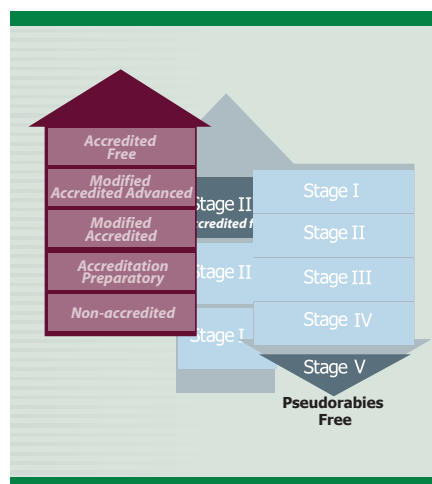 Accredited
Free
Modified
Accredited Advanced
Modified
Accredited
Accreditation
Preparatory
Non-accredited
Stage II
Stage II
Stage I
Stage I
Stage II
Stage III
Stage IV
Stage V
Pseudorabies
Free